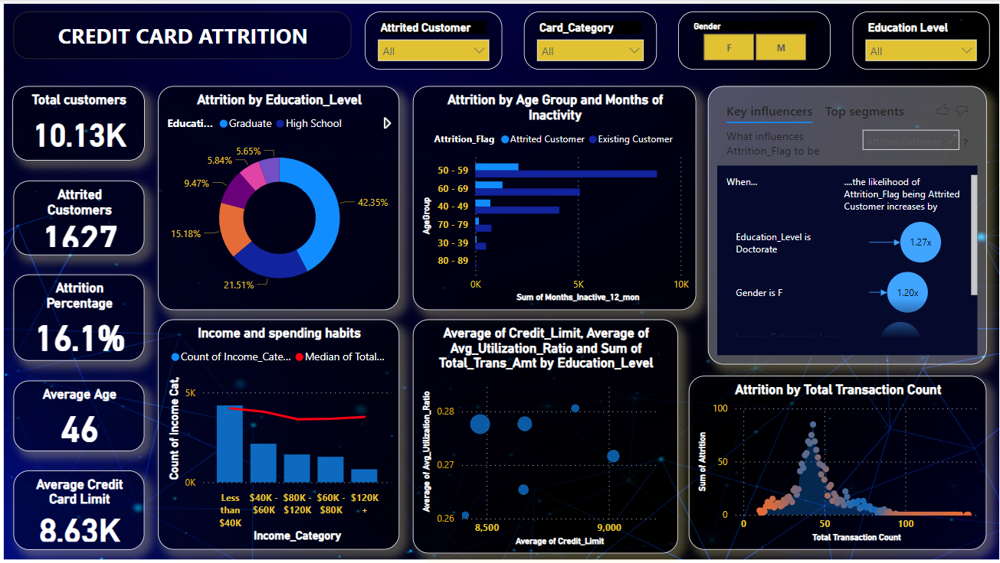 CREDIT CARD ATTRITION
Attrited Customer
All
Card_Category
All
Gender
F
M
Education Level
All
Total customers
10.13K
Attrited
Customers
1627
Attrition
Percentage
16.1%
Average Age
46
Average Credit
Card Limit
8.63K
Attrition by Education_Level
Educati...
Graduate
High School
5.65%
5.84%
9.47%
15.18%
21.51%
42.35%
Attrition by Age Group and Months of
Inactivity
Attrition_Flag
Attrited Customer
Existing Customer
AgeGroup
50 - 59
60 - 69
40 - 49
70 - 79
30 - 39
80 - 89
0K
5K
10K
Sum of Months_Inactive_12_mon
Key influencers
Top segments
What influences
Attrition_Flag to be
Attrited Customer
?
When...
....the likelihood of
Attrition_Flag being Attrited
Customer increases by
Education_Level is
Doctorate
1.27x
Gender is F
1.20x
Income and spending habits
Count of Income_Cate...
Median of Total...
Count of Income Cat,
5K
0K
Less
than
$40K
$40K -
$60K
$80K -
$120K
$60K -
$80K
$120K
+
Income_Category
Average of Credit_Limit, Average of
Avg_Utilization_Ratio and Sum of
Total_Trans_Amt by Education_Level
Average of Avg_Utilization_Ratio
0.28
0.27
0.26
8,500
9,000
Average of Credit_Limit
Attrition by Total Transaction Count
Sum of Attrition
100
50
0
0
50
100
Total Transaction Count